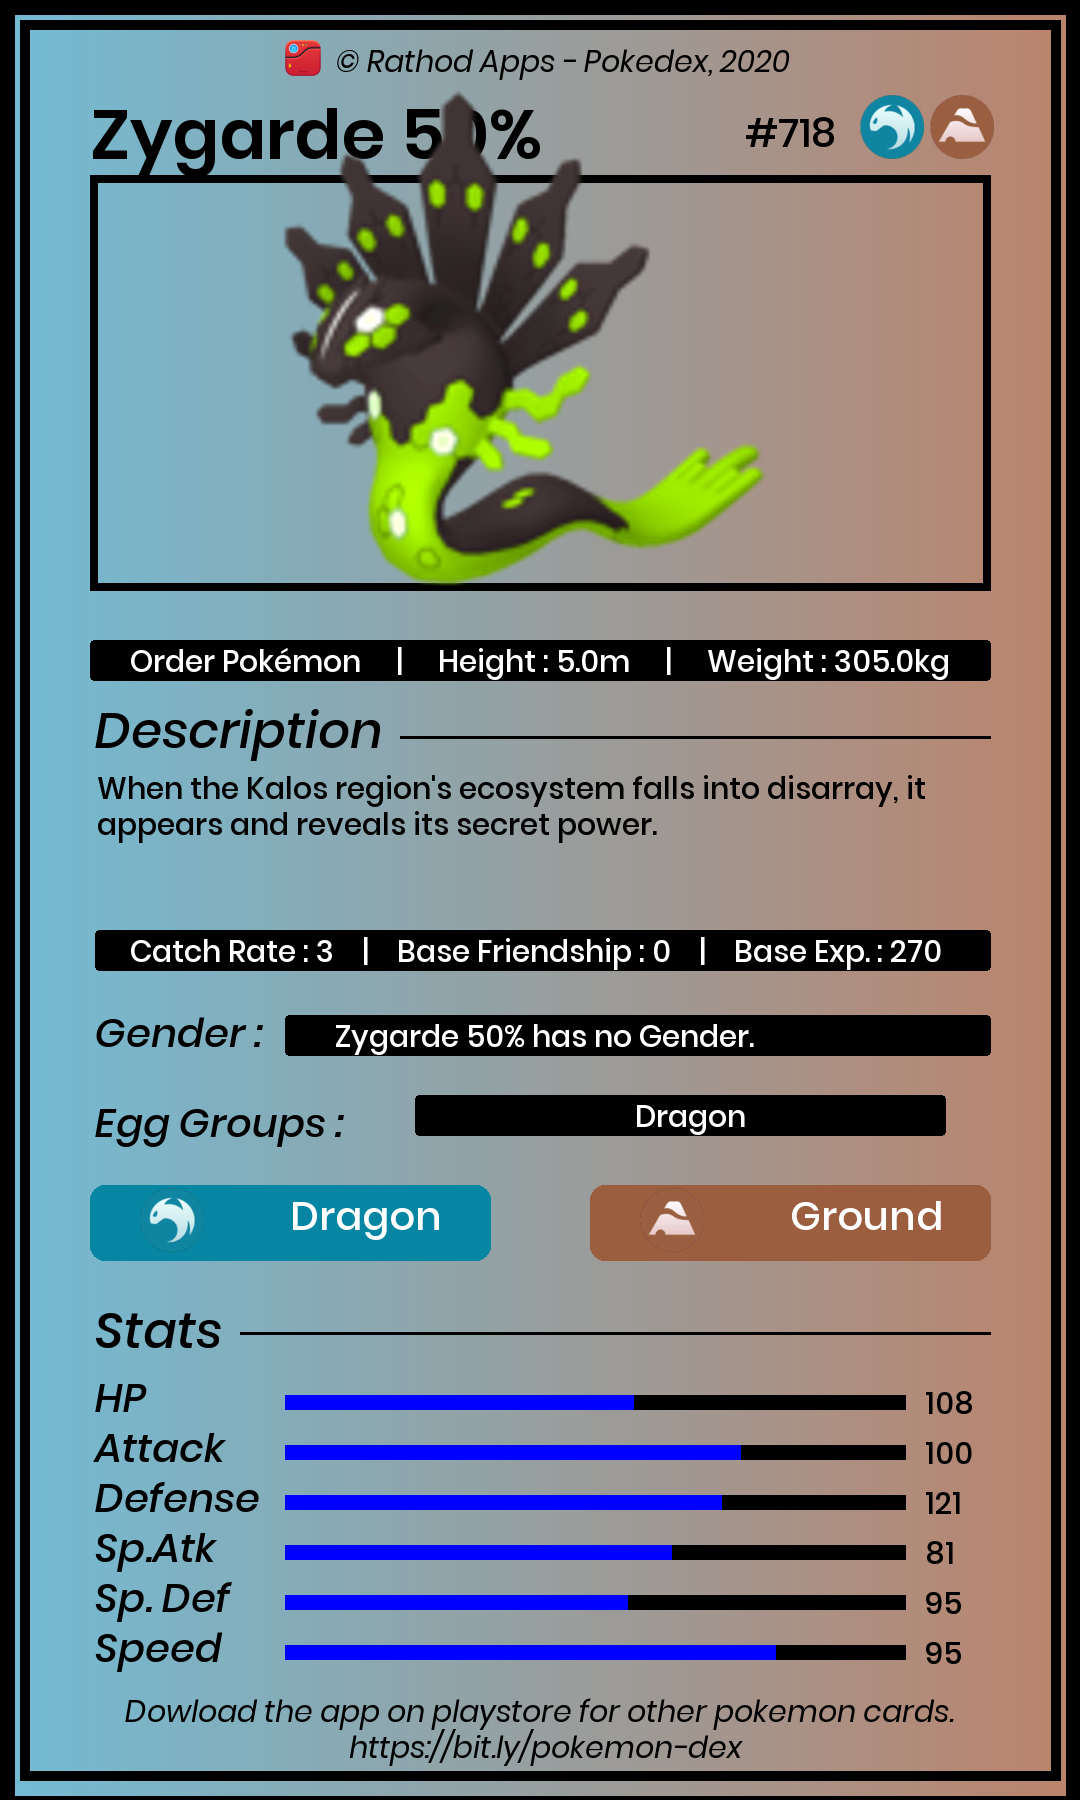 © Rathod Apps - Pokedex, 2020
Zygarde 50% #718
Order Pokémon | Height : 5.0m | Weight : 305.0kg
Description
When the Kalos region's ecosystem falls into disarray, it
appears and reveals its secret power.
Catch Rate : 3 | Base Friendship : 0 | Base Exp. : 270
Gender : Zygarde 50% has no Gender.
Egg Groups : Dragon
Dragon Ground
Stats
HP 108
Attack 100
Defense 121
Sp.Atk 81
Sp. Def 95
Speed 95
Dowload the app on playstore for other pokemon cards.
https://bit.ly/pokemon-dex